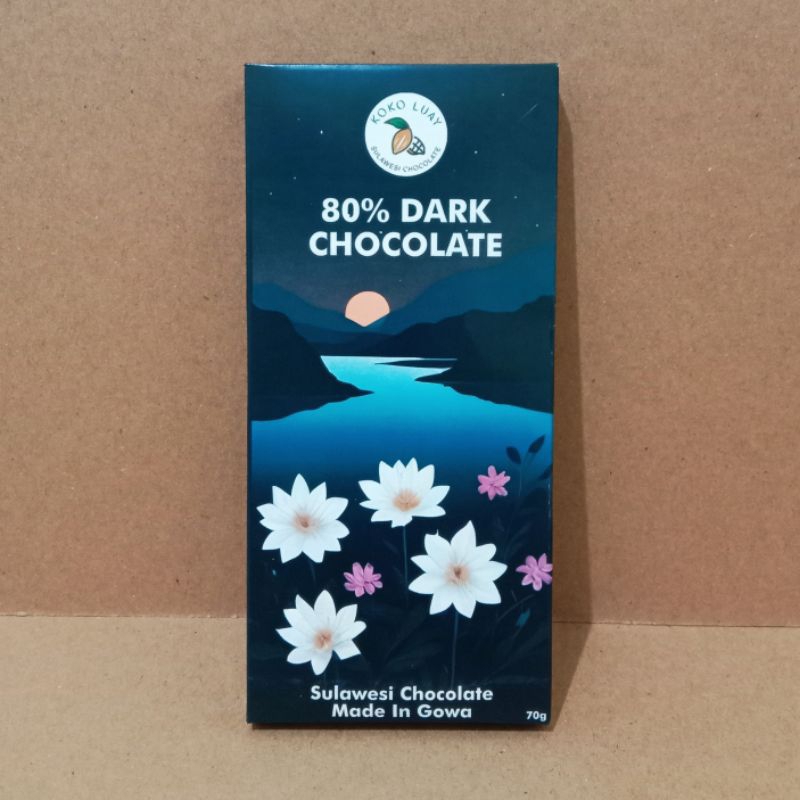 KOKO LUAY
SULAWESI CHOCOLATE
80% DARK
CHOCOLATE
Sulawesi Chocolate
Made In Gowa
70g